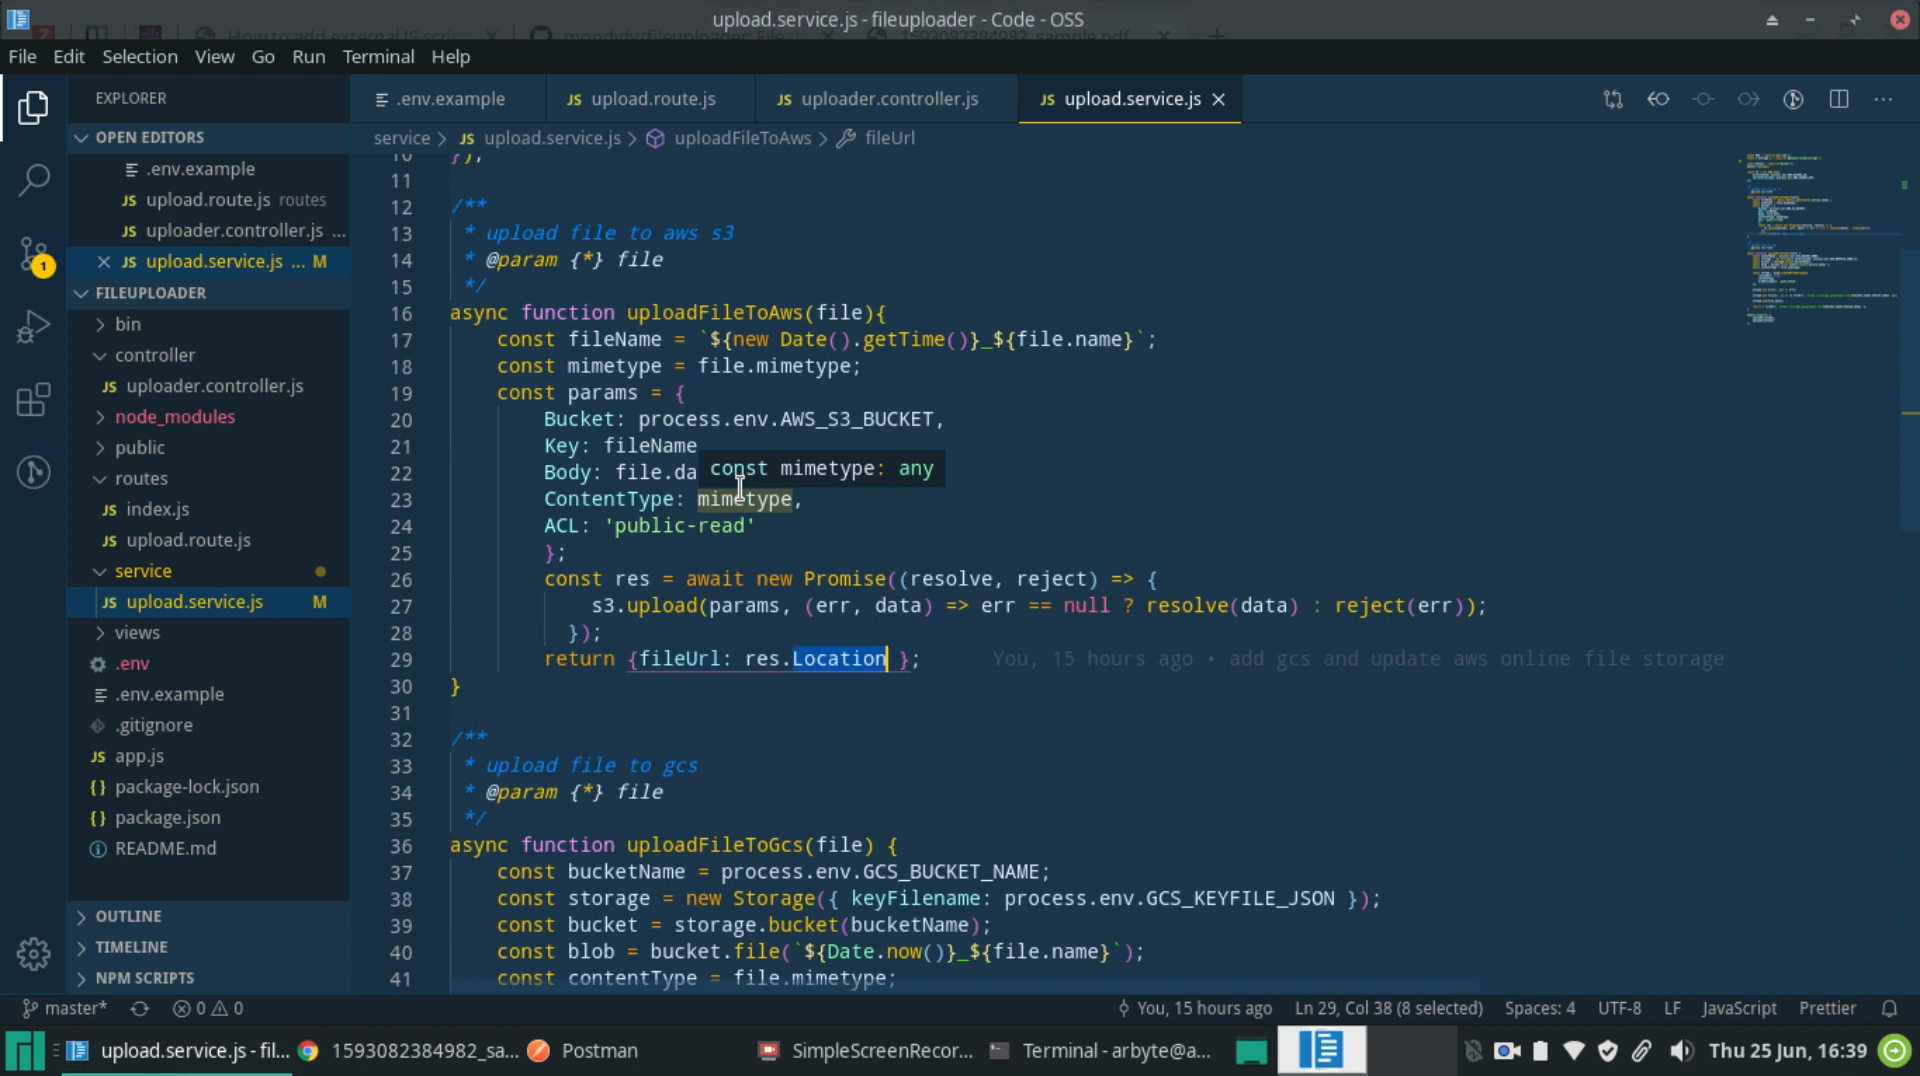 upload.service.js - fileuploader - Code - OSS
File Edit Selection View Go Run Terminal Help
EXPLORER
OPEN EDITORS
.env.example
JS upload.route.js routes
JS uploader.controller.js ...
JS upload.service.js ... M
FILEUPLOADER
bin
controller
JS uploader.controller.js
node_modules
public
routes
JS index.js
JS upload.route.js
service
JS upload.service.js M
views
.env
.env.example
.gitignore
JS app.js
{} package-lock.json
{} package.json
README.md
OUTLINE
TIMELINE
NPM SCRIPTS
1
.env.example JS upload.route.js JS uploader.controller.js JS upload.service.js
service > JS upload.service.js > uploadFileToAws > fileUrl
10 });
11
12 /**
13 * upload file to aws s3
14 * @param {*} file
15 */
16 async function uploadFileToAws(file){
17 const fileName = `${new Date().getTime()}_${file.name}`;
18 const mimetype = file.mimetype;
19 const params = {
20 Bucket: process.env.AWS_S3_BUCKET,
21 Key: fileName
22 Body: file.da
const mimetype: any
23 ContentType: mimetype,
24 ACL: 'public-read'
25 };
26 const res = await new Promise((resolve, reject) => {
27 s3.upload(params, (err, data) => err == null ? resolve(data) : reject(err));
28 });
29 return {fileUrl: res.Location }; You, 15 hours ago • add gcs and update aws online file storage
30 }
31
32 /**
33 * upload file to gcs
34 * @param {*} file
35 */
36 async function uploadFileToGcs(file) {
37 const bucketName = process.env.GCS_BUCKET_NAME;
38 const storage = new Storage({ keyFilename: process.env.GCS_KEYFILE_JSON });
39 const bucket = storage.bucket(bucketName);
40 const blob = bucket.file(`${Date.now()}_${file.name}`);
41 const contentType = file.mimetype;
master* 0 0 You, 15 hours ago Ln 29, Col 38 (8 selected) Spaces: 4 UTF-8 LF JavaScript Prettier
upload.service.js - fil... 1593082384982_sa... Postman SimpleScreenRecor... Terminal - arbyte@a... Thu 25 Jun, 16:39